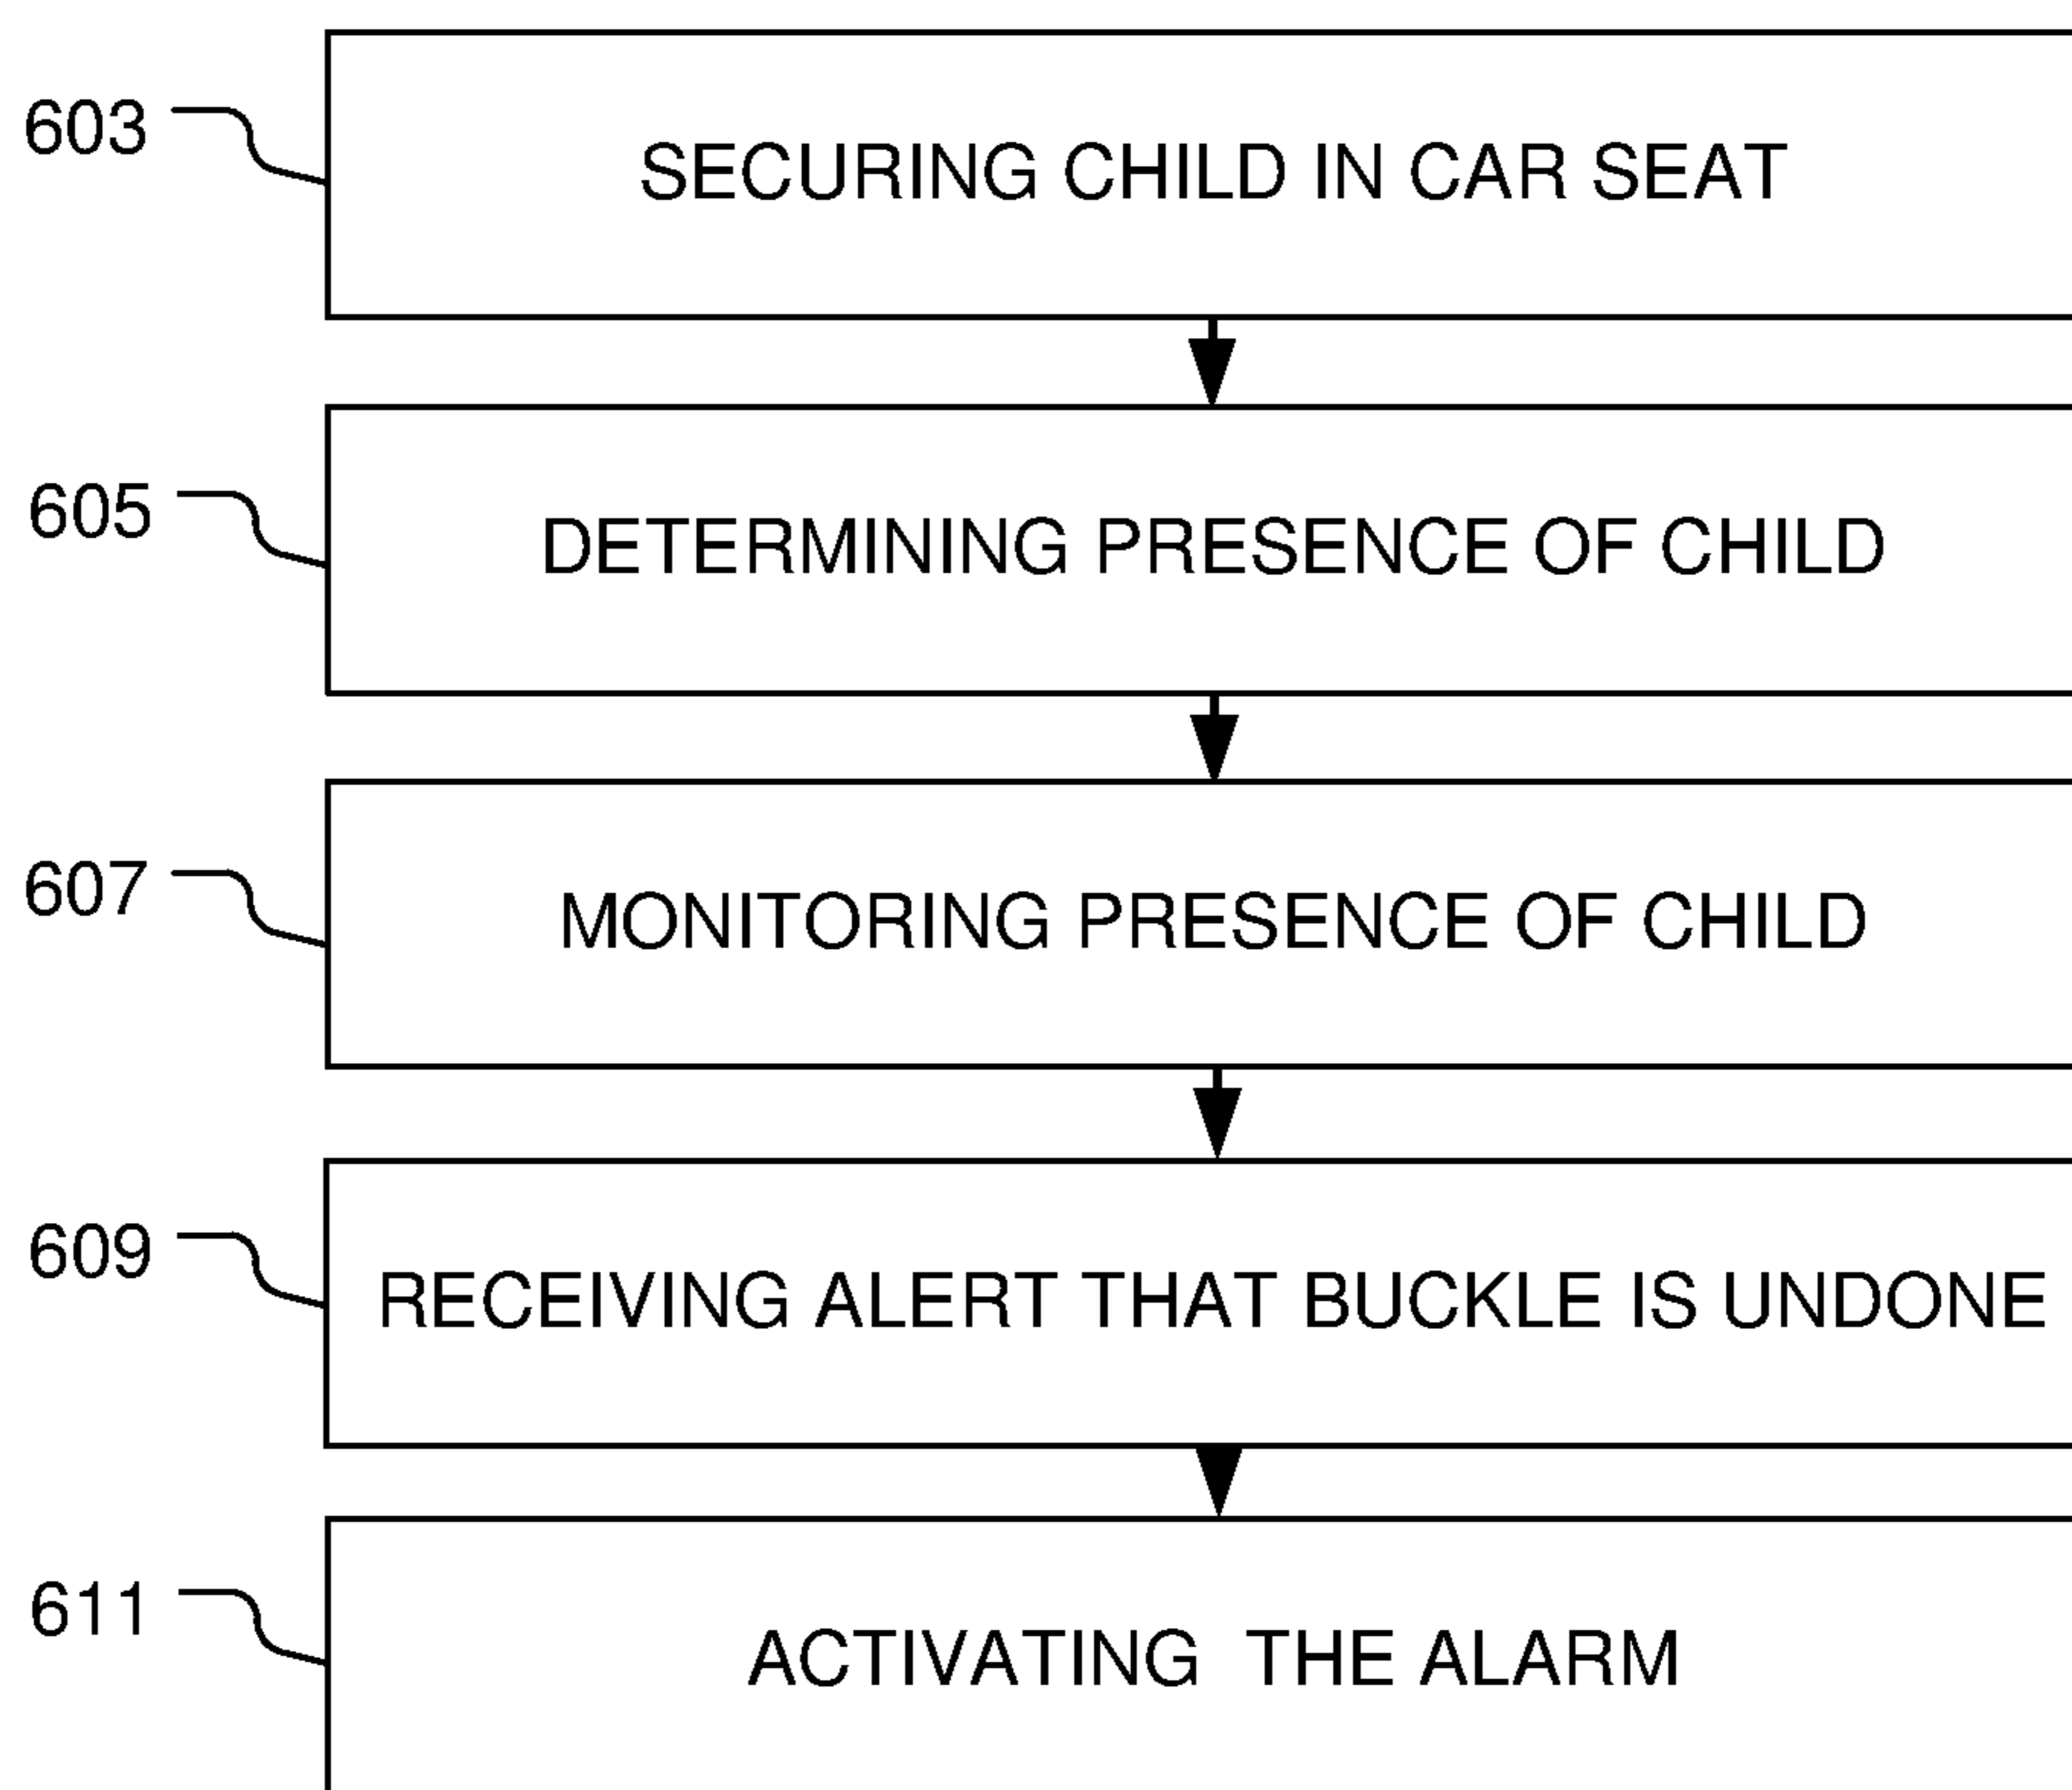 603
SECURING CHILD IN CAR SEAT
605
DETERMINING PRESENCE OF CHILD
607
MONITORING PRESENCE OF CHILD
609
RECEIVING ALERT THAT BUCKLE IS UNDONE
611
ACTIVATING THE ALARM